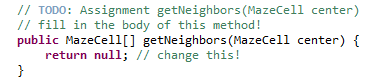 // TODO: Assignment getNeighbors(MazeCell center)
// fill in the body of this method!
public MazeCell[] getNeighbors(MazeCell center) {
    return null; // change this!
}